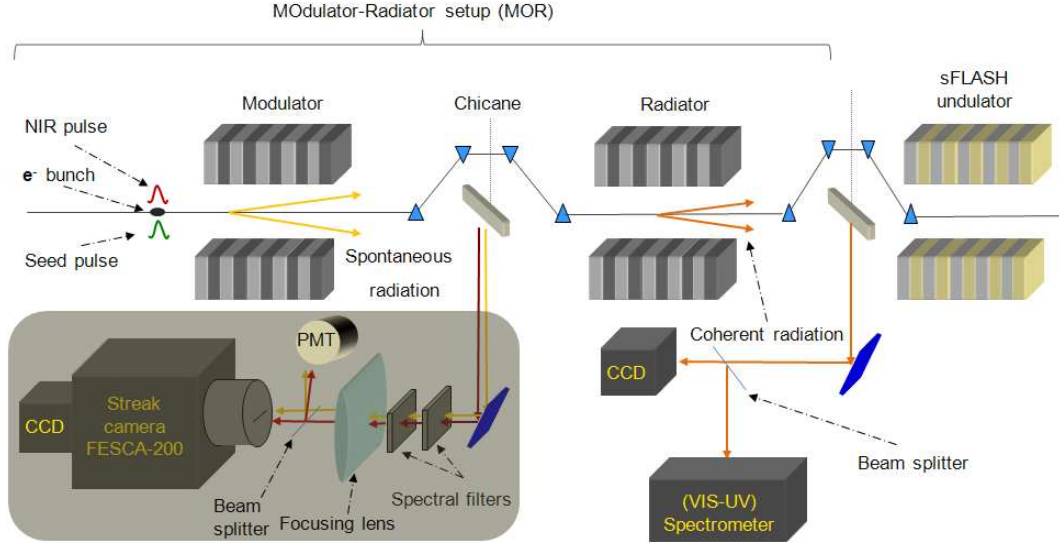 MOdulator-Radiator setup (MOR)
sFLASH
undulator
Modulator
Chicane
Radiator
NIR pulse
e- bunch
Seed pulse
Spontaneous
radiation
Coherent radiation
PMT
CCD
Streak
camera
FESCA-200
CCD
Beam splitter
Spectral filters
Beam
splitter
Focusing lens
(VIS-UV)
Spectrometer